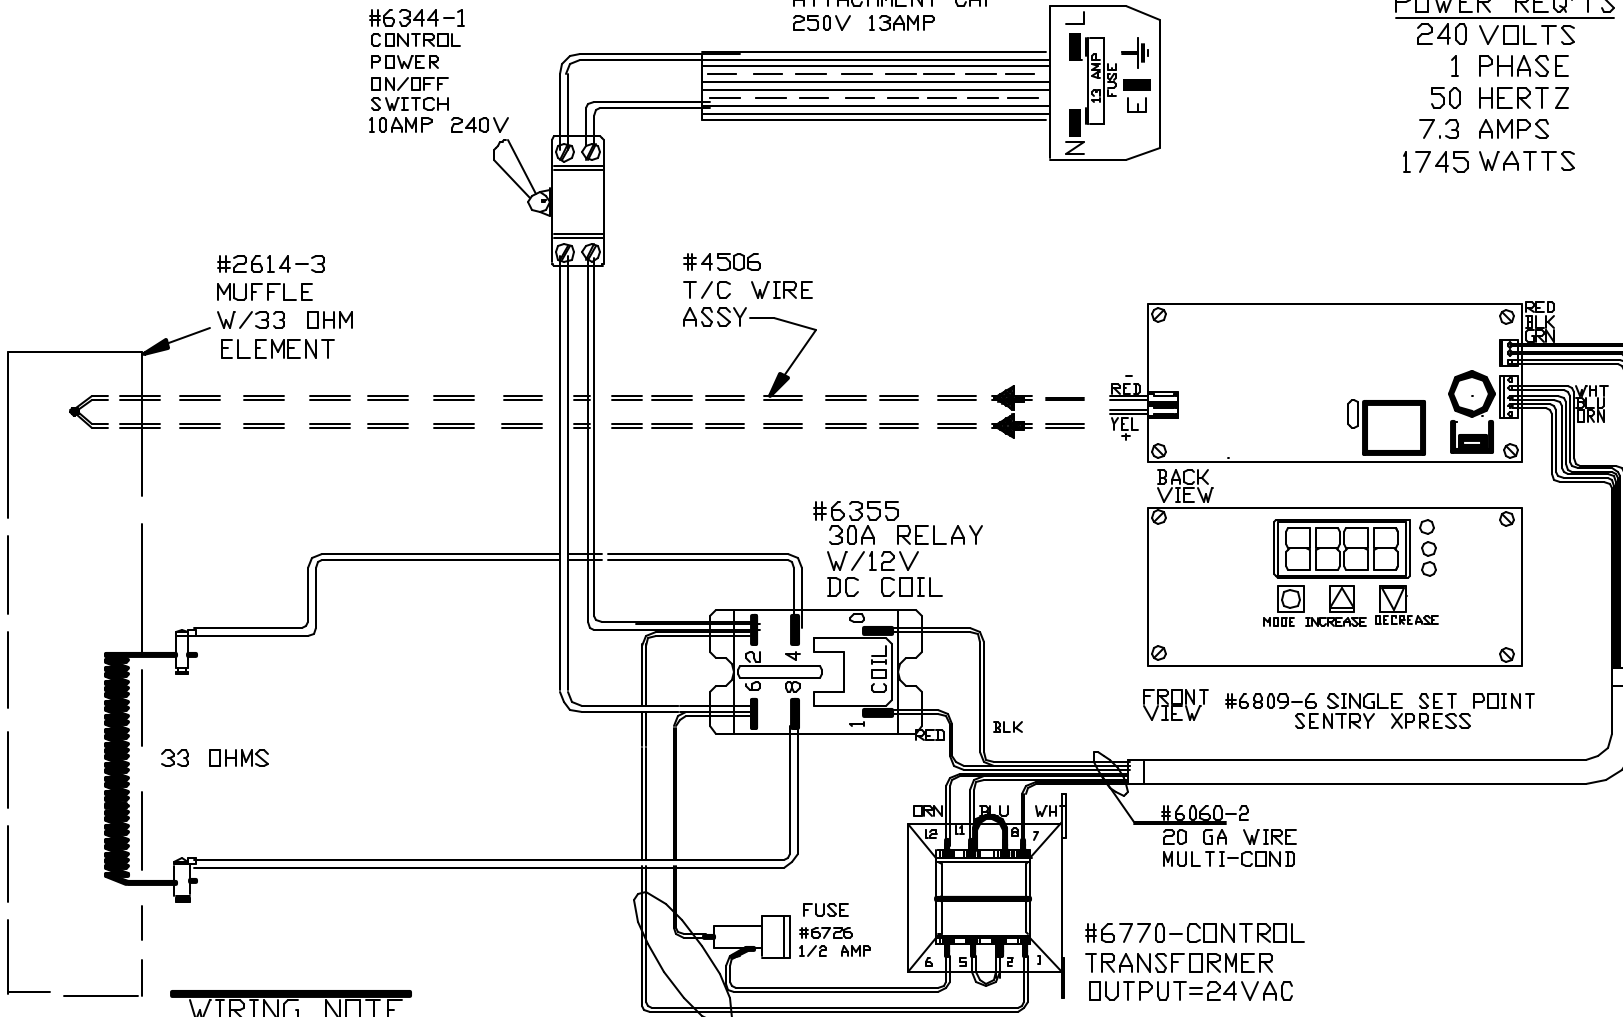 #6344-1
CONTROL
POWER
ON/OFF
SWITCH
10AMP 240V
ATTACHMENT CAP
250V 13AMP
L
13 AMP
FUSE
E
N
POWER REQ'TS
240 VOLTS
1 PHASE
50 HERTZ
7.3 AMPS
1745 WATTS
#2614-3
MUFFLE
W/33 OHM
ELEMENT
#4506
T/C WIRE
ASSY
-
RED
YEL
+
RED
BLK
GRN
WHT
BLU
ORN
BACK
VIEW
#6355
30A RELAY
W/12V
DC COIL
MODE INCREASE DECREASE
2 4 0
COIL
6 8 1
FRONT
VIEW
#6809-6 SINGLE SET POINT
SENTRY XPRESS
RED
BLK
33 OHMS
ORN BLU WHT
12 11 8 7
#6060-2
20 GA WIRE
MULTI-COND
FUSE
#6726
1/2 AMP
6 5 2 1
#6770-CONTROL
TRANSFORMER
OUTPUT=24VAC
WIRING NOTE